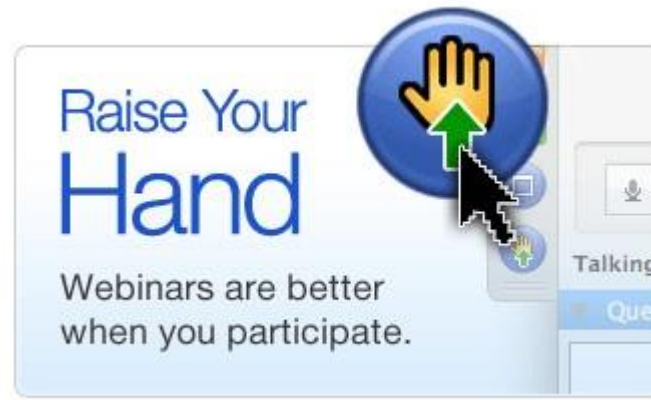 Raise Your
Hand
Webinars are better
when you participate.
Talking